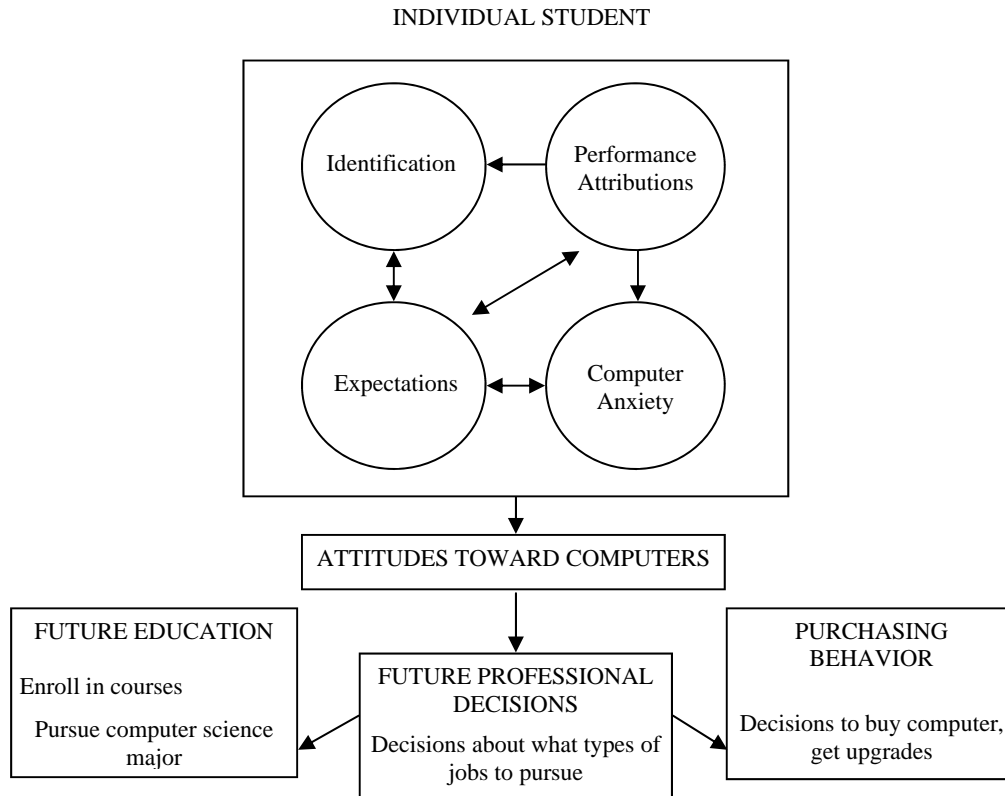 INDIVIDUAL STUDENT
Identification
Performance
Attributions
Expectations
Computer
Anxiety
ATTITUDES TOWARD COMPUTERS
FUTURE EDUCATION
Enroll in courses
Pursue computer science
major
FUTURE PROFESSIONAL
DECISIONS
Decisions about what types of
jobs to pursue
PURCHASING
BEHAVIOR
Decisions to buy computer,
get upgrades